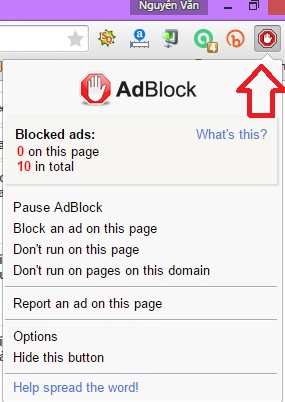 Nguyên Văn
4
AdBlock
Blocked ads:
What's this?
0 on this page
10 in total
Pause AdBlock
Block an ad on this page
Don't run on this page
Don't run on pages on this domain
Report an ad on this page
Options
Hide this button
Help spread the word!